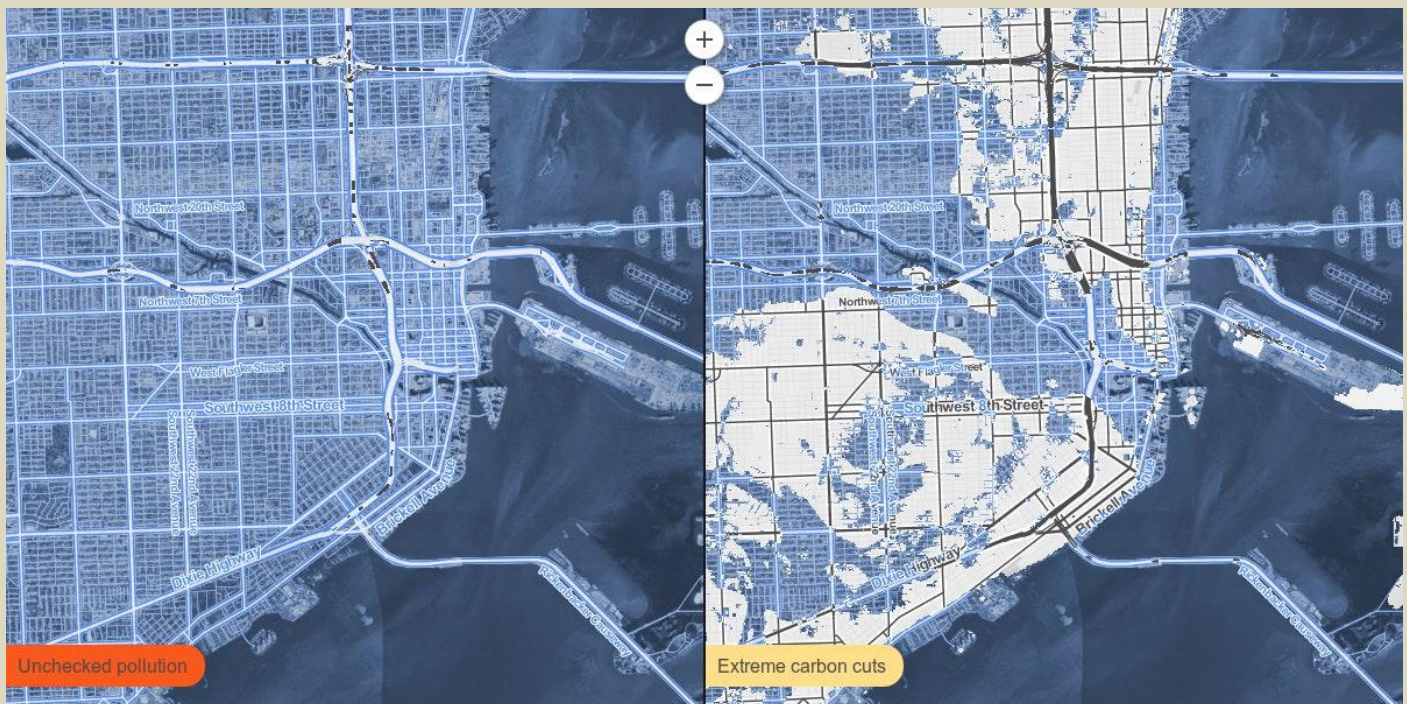 +
−
Northwest 20th Street
Northwest 7th Street
West Flagler Street
Southwest 8th Street
Southwest 22nd Avenue
Dixie Highway
Brickell Avenue
Rickenbacker Causeway
Unchecked pollution
Northwest 20th Street
Northwest 7th Street
West Flagler Street
Southwest 8th Street
Southwest 22nd Avenue
Dixie Highway
Brickell Avenue
Rickenbacker Causeway
Extreme carbon cuts